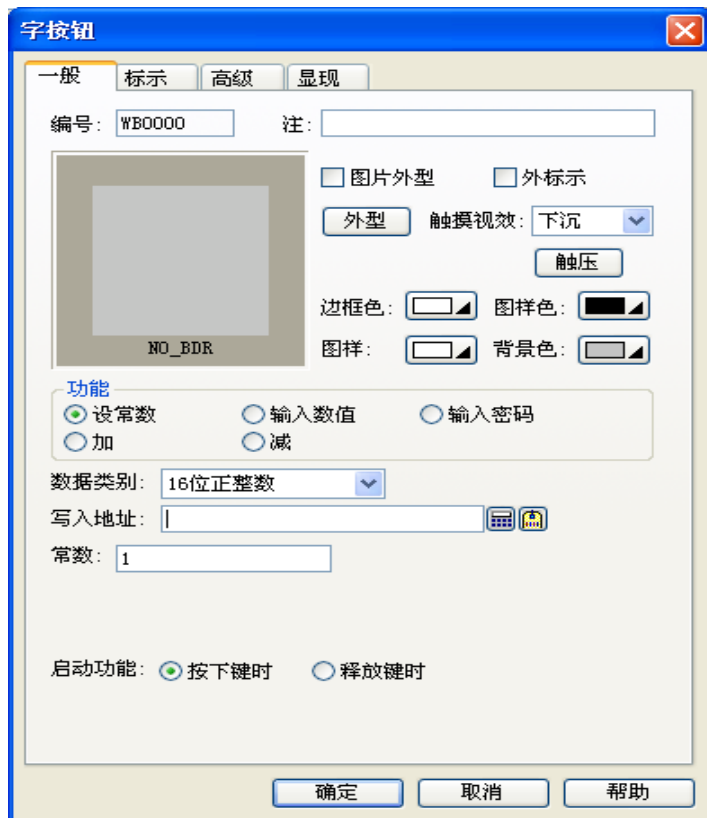 字按钮
一般 标示 高级 显现
编号: WB0000 注:
图片外型 外标示
外型 触摸视效: 下沉
触压
边框色: 图样色:
NO_BDR
图样: 背景色:
功能
设常数 输入数值 输入密码
加 减
数据类别: 16位正整数
写入地址:
常数: 1
启动功能: 按下键时 释放键时
确定 取消 帮助